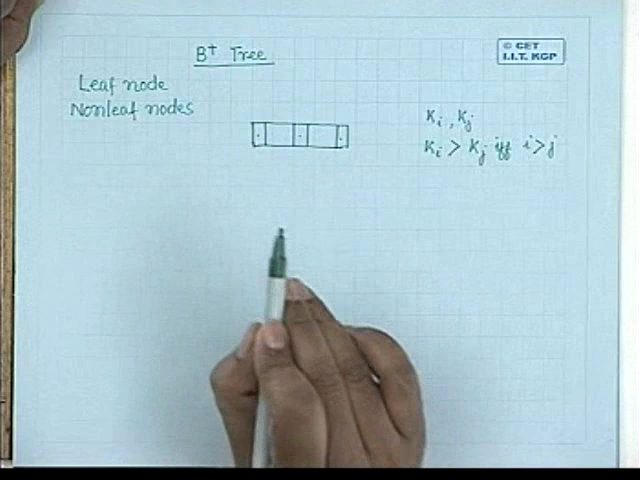 B+ Tree
© CET
I.I.T. KGP
Leaf node
Nonleaf nodes
Ki , Kj
Ki > Kj iff i > j